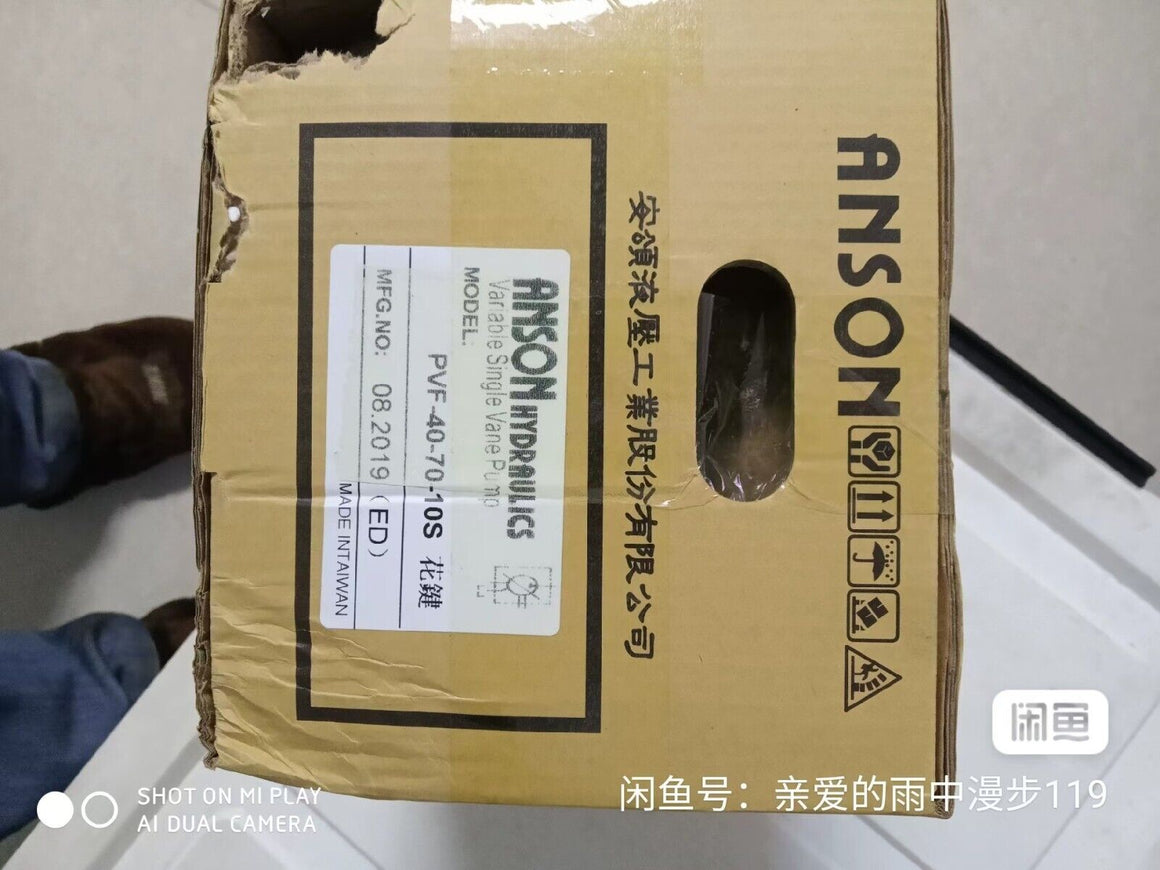 ANSON
安頌液壓工業股份有限公司
ANSON HYDRAULICS
Variable Single Vane Pump
MODEL:
PVF-40-70-10S 花鍵
MFG.NO: 08.2019 (ED)
MADE INTAIWAN
闲鱼
闲鱼号：亲爱的雨中漫步119
SHOT ON MI PLAY
AI DUAL CAMERA